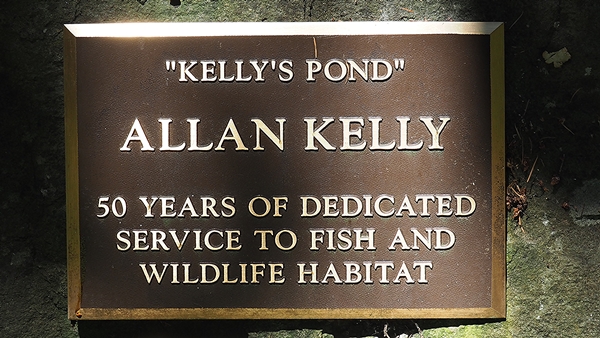 "KELLY'S POND"
ALLAN KELLY
50 YEARS OF DEDICATED
SERVICE TO FISH AND
WILDLIFE HABITAT